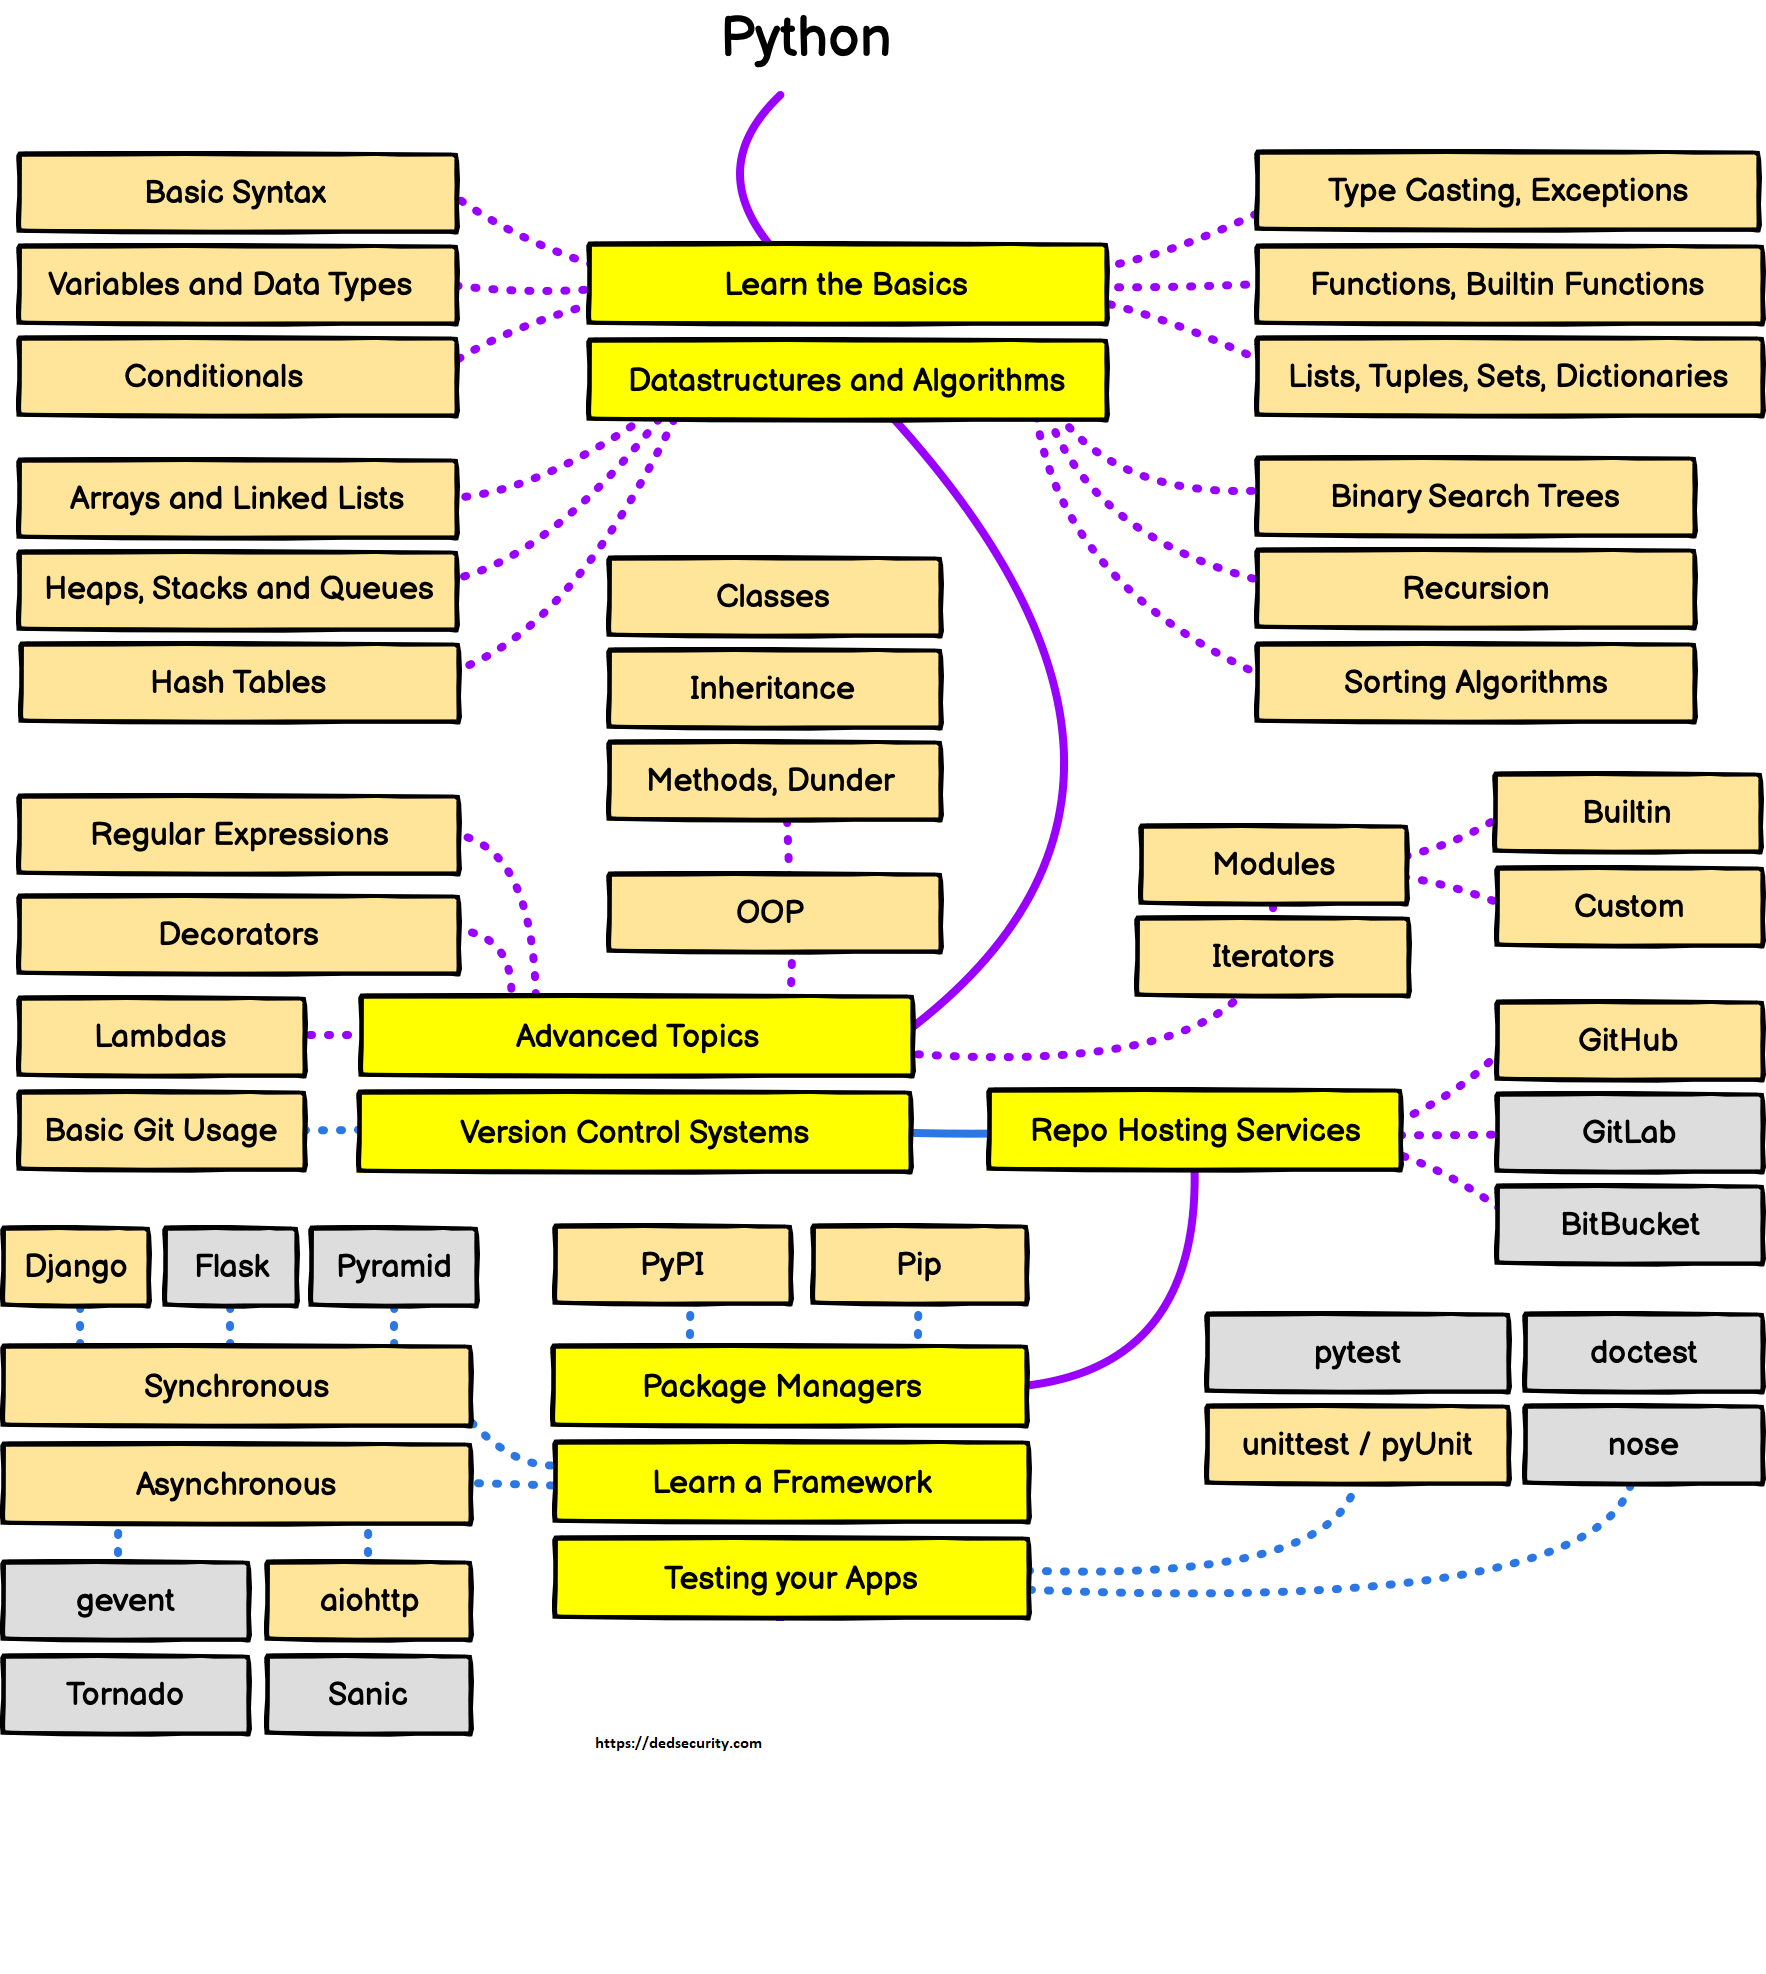 Python
Basic Syntax
Variables and Data Types
Conditionals
Learn the Basics
Datastructures and Algorithms
Type Casting, Exceptions
Functions, Builtin Functions
Lists, Tuples, Sets, Dictionaries
Arrays and Linked Lists
Heaps, Stacks and Queues
Hash Tables
Binary Search Trees
Recursion
Sorting Algorithms
Classes
Inheritance
Methods, Dunder
OOP
Regular Expressions
Decorators
Lambdas
Advanced Topics
Modules
Iterators
Builtin
Custom
Basic Git Usage
Version Control Systems
Repo Hosting Services
GitHub
GitLab
BitBucket
Django
Flask
Pyramid
Synchronous
Asynchronous
gevent
aiohttp
Tornado
Sanic
PyPI
Pip
Package Managers
Learn a Framework
Testing your Apps
pytest
doctest
unittest / pyUnit
nose
https://dedsecurity.com